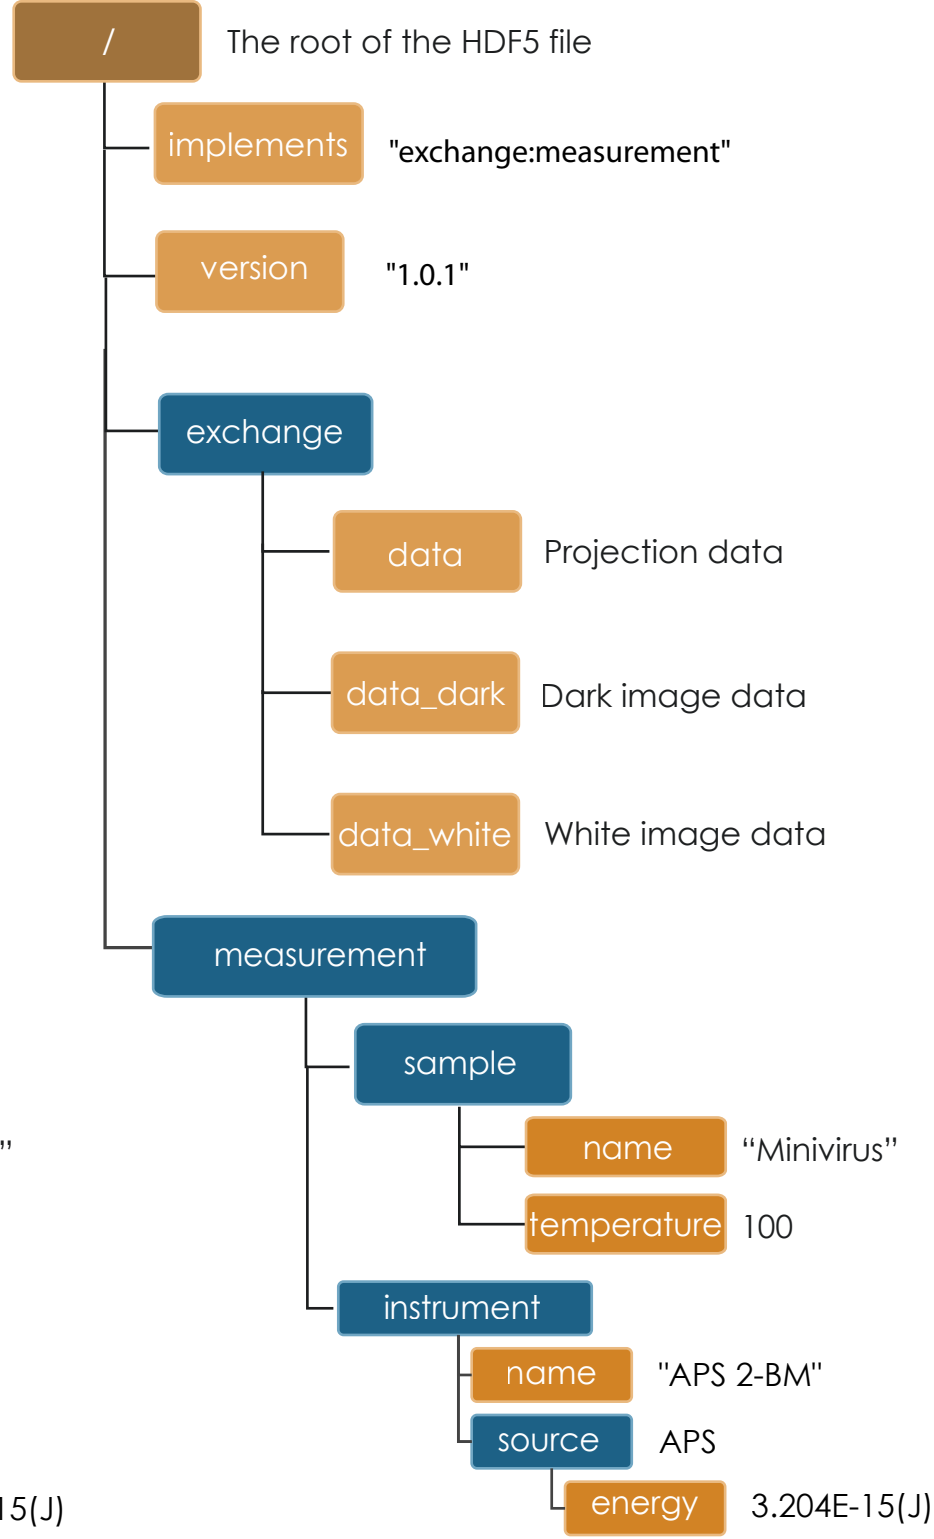 / The root of the HDF5 file
implements "exchange:measurement"
version "1.0.1"
exchange
data Projection data
data_dark Dark image data
data_white White image data
measurement
sample
” name “Minivirus”
temperature 100
instrument
name "APS 2-BM"
source APS
15(J) energy 3.204E-15(J)